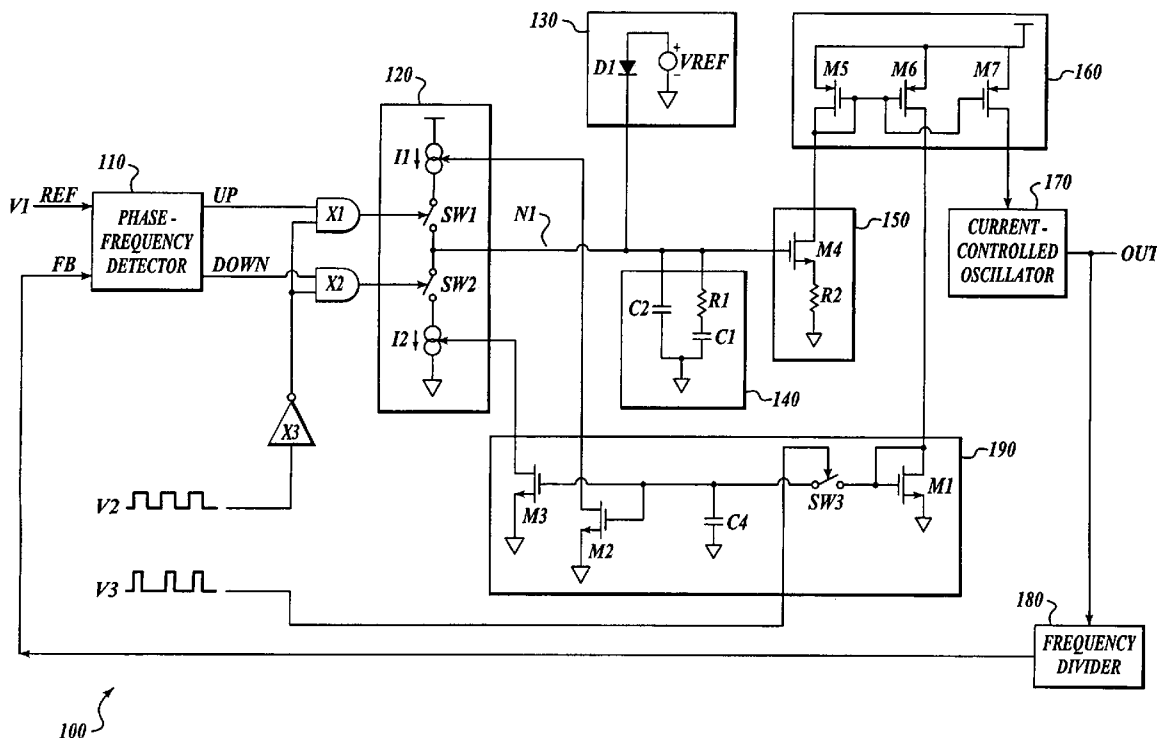 130
D1
+
VREF
-
M5
M6
M7
160
120
I1
110
V1
REF
UP
X1
SW1
N1
PHASE-
FREQUENCY
DETECTOR
FB
DOWN
X2
SW2
150
M4
R2
170
CURRENT-
CONTROLLED
OSCILLATOR
OUT
C2
R1
C1
I2
140
X3
190
M3
M2
C4
SW3
M1
V2
V3
180
FREQUENCY
DIVIDER
100